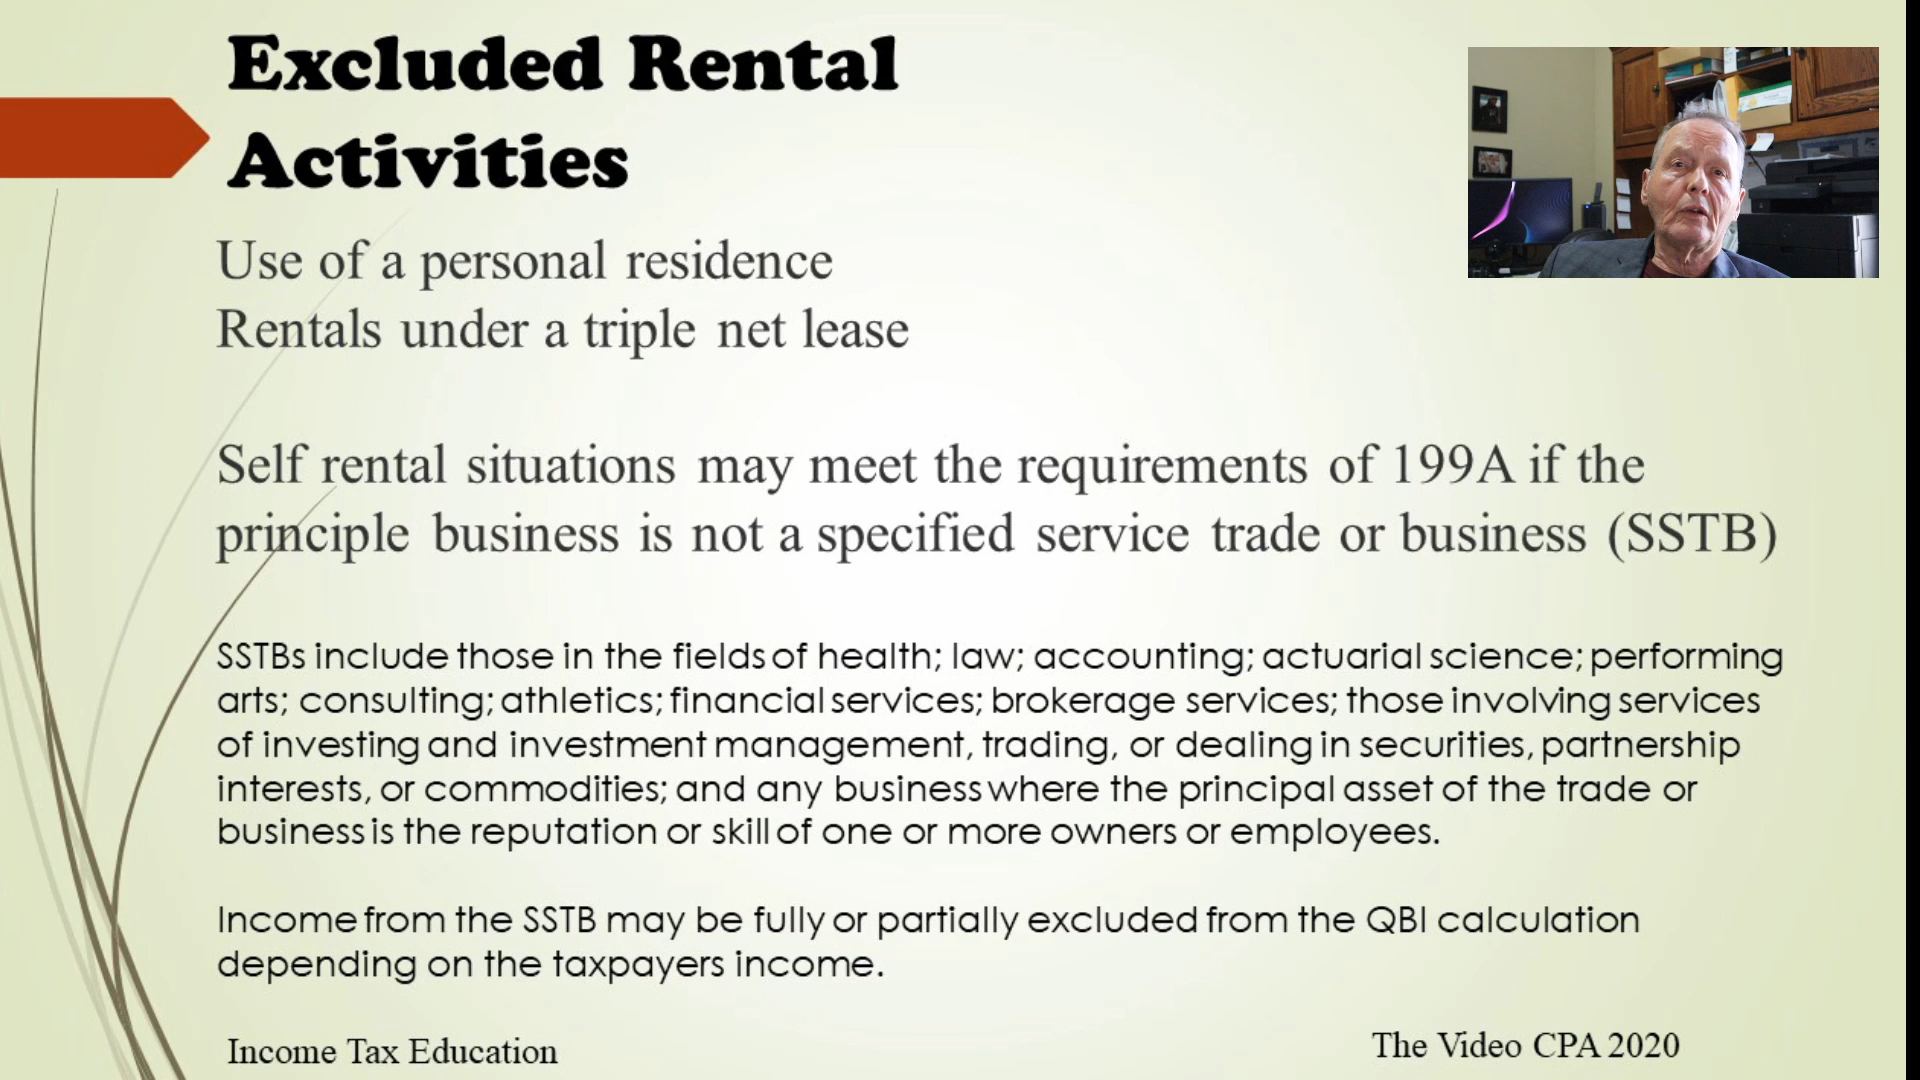 Excluded Rental
Activities
Use of a personal residence
Rentals under a triple net lease
Self rental situations may meet the requirements of 199A if the
principle business is not a specified service trade or business (SSTB)
SSTBs include those in the fields of health; law; accounting; actuarial science; performing
arts; consulting; athletics; financial services; brokerage services; those involving services
of investing and investment management, trading, or dealing in securities, partnership
interests, or commodities; and any business where the principal asset of the trade or
business is the reputation or skill of one or more owners or employees.
Income from the SSTB may be fully or partially excluded from the QBI calculation
depending on the taxpayers income.
Income Tax Education
The Video CPA 2020